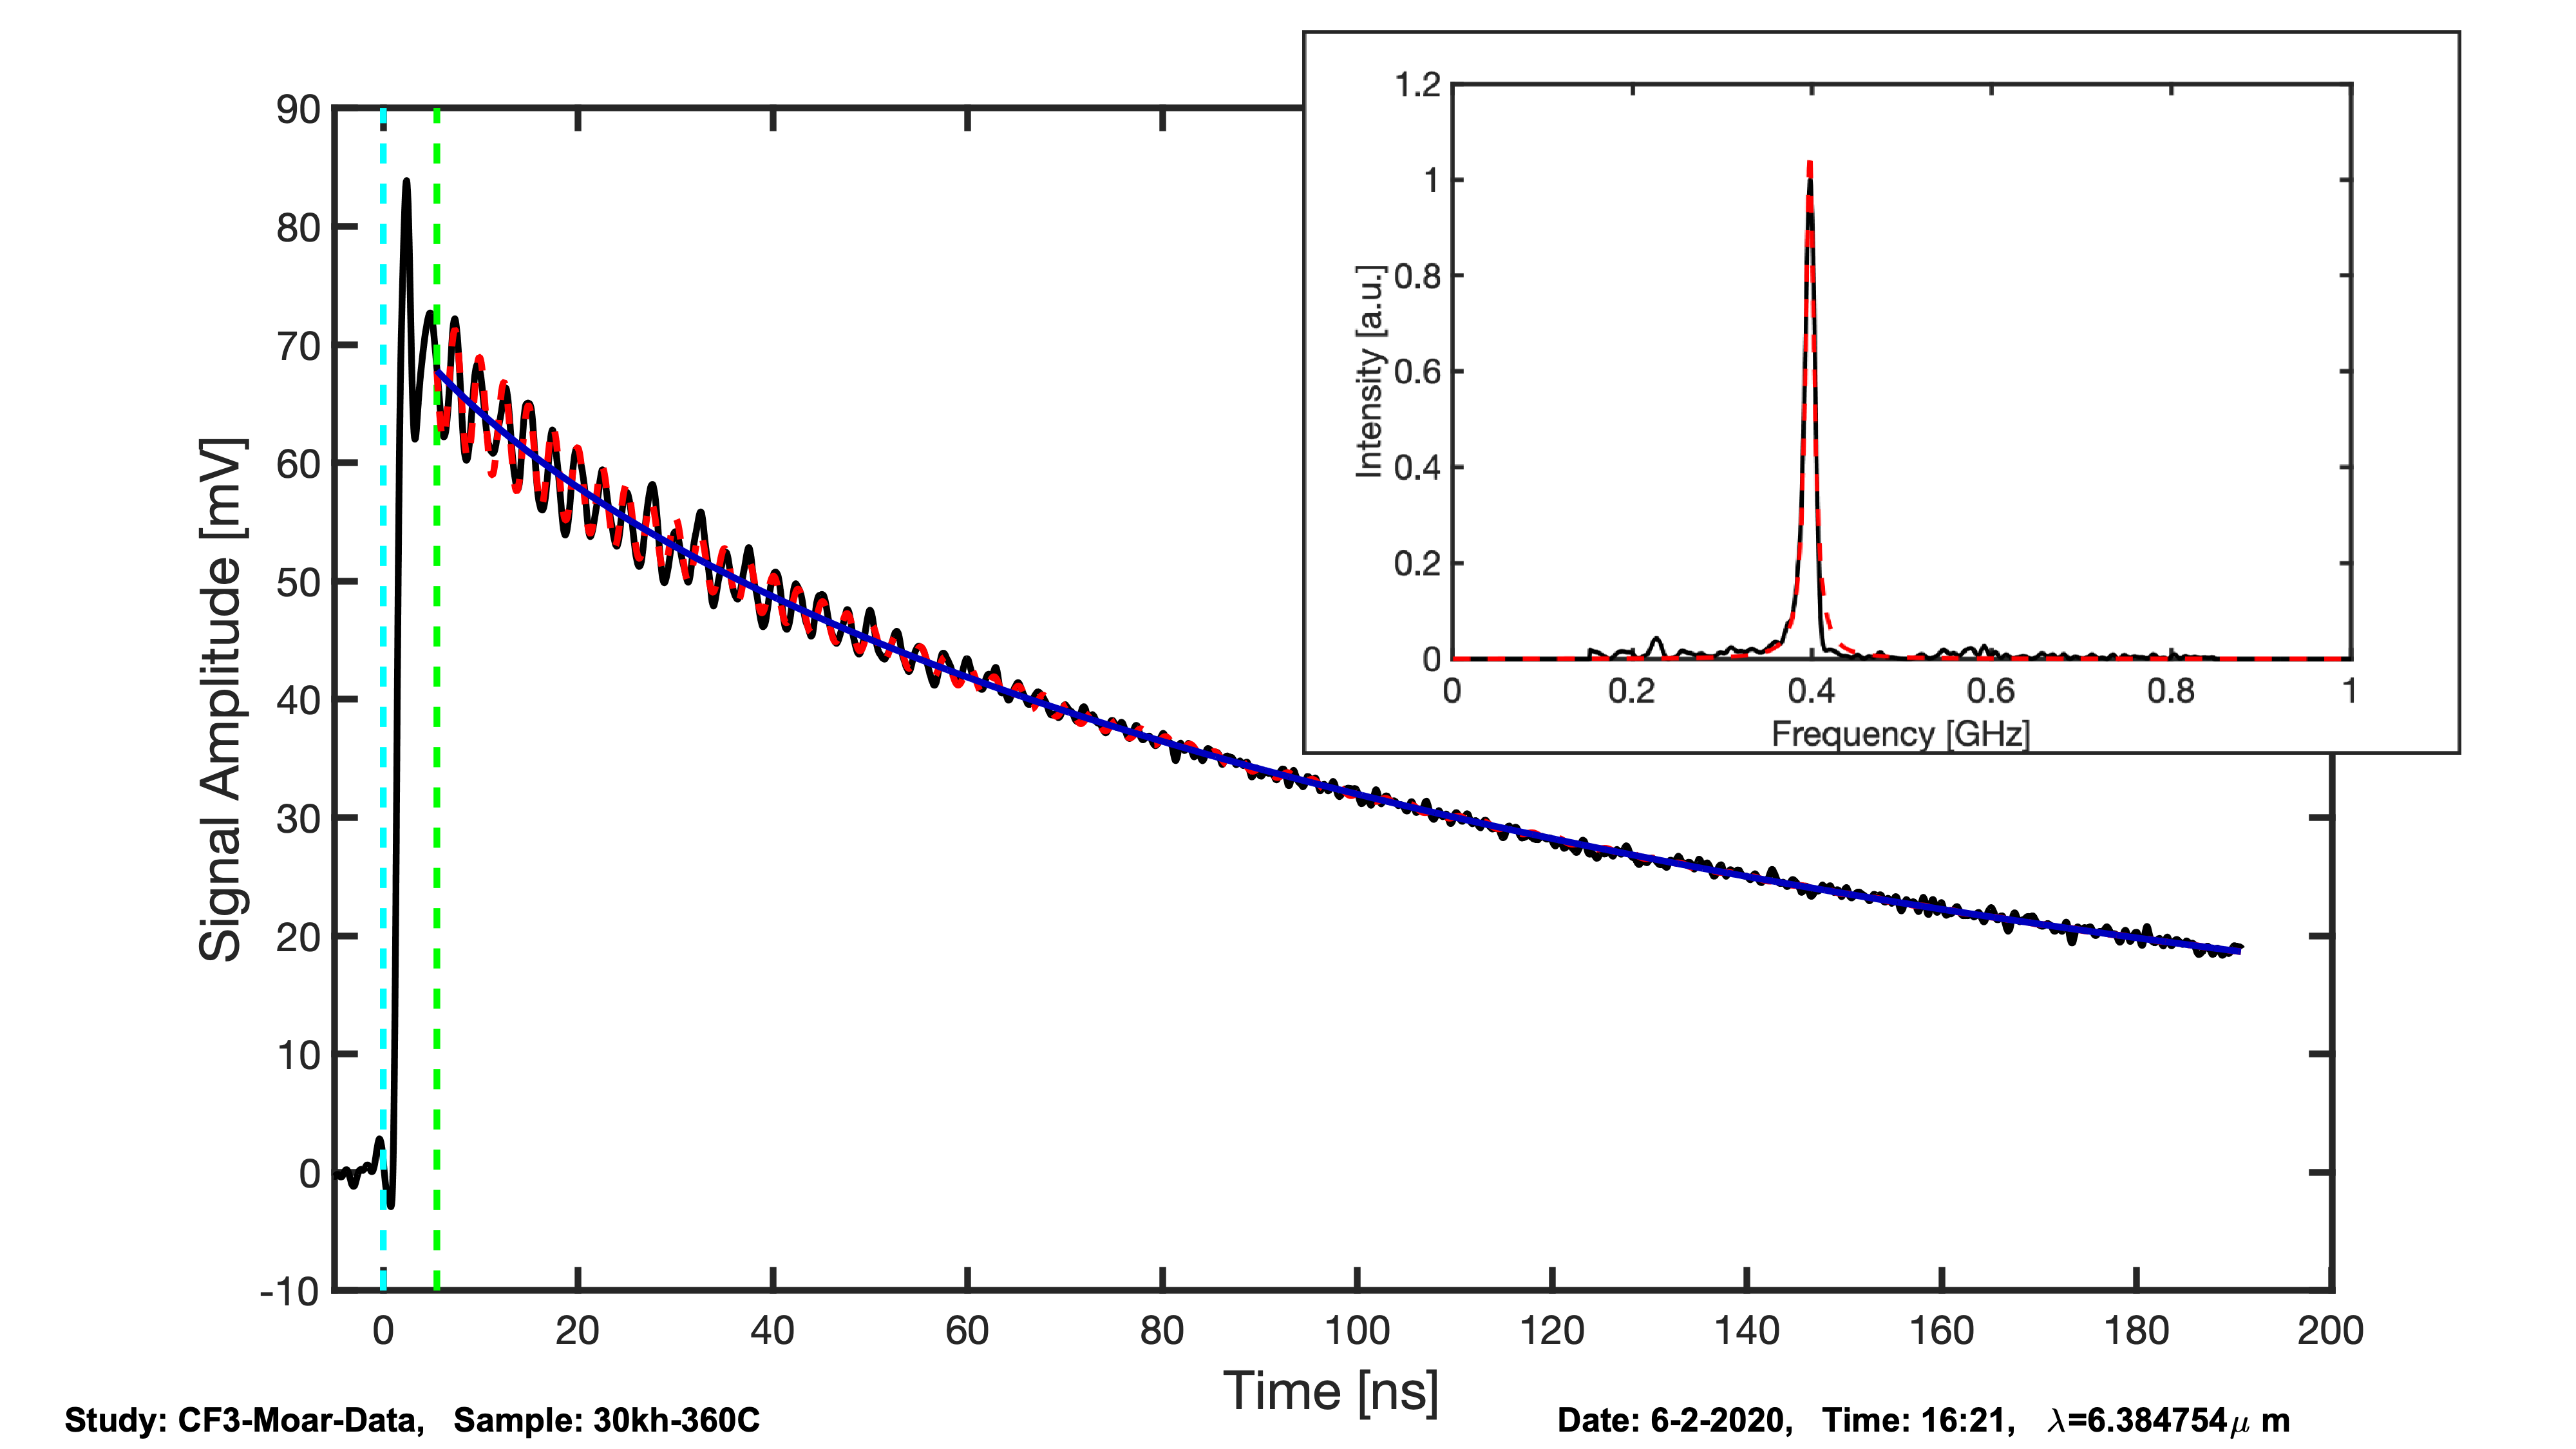 1.2
1
0.8
0.6
0.4
0.2
0
Intensity [a.u.]
0 0.2 0.4 0.6 0.8 1
Frequency [GHz]
90
80
70
60
50
40
30
20
10
0
-10
Signal Amplitude [mV]
0 20 40 60 80 100 120 140 160 180 200
Time [ns]
Study: CF3-Moar-Data, Sample: 30kh-360C
Date: 6-2-2020, Time: 16:21, λ=6.384754μ m